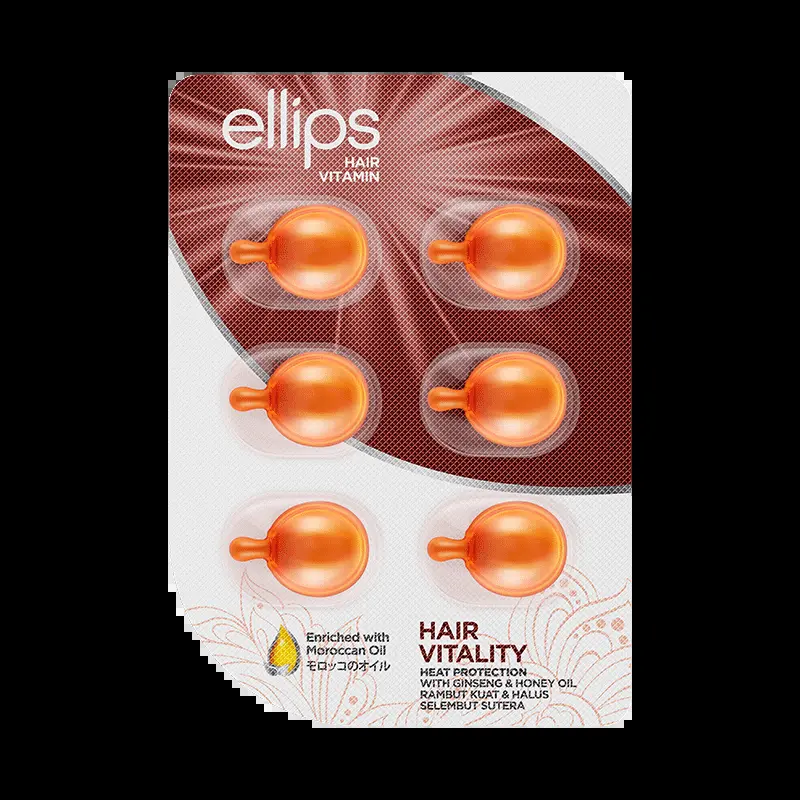 ellips
HAIR
VITAMIN
Enriched with
Moroccan Oil
モロッコのオイル
HAIR
VITALITY
HEAT PROTECTION
WITH GINSENG & HONEY OIL
RAMBUT KUAT & HALUS
SELEMBUT SUTERA